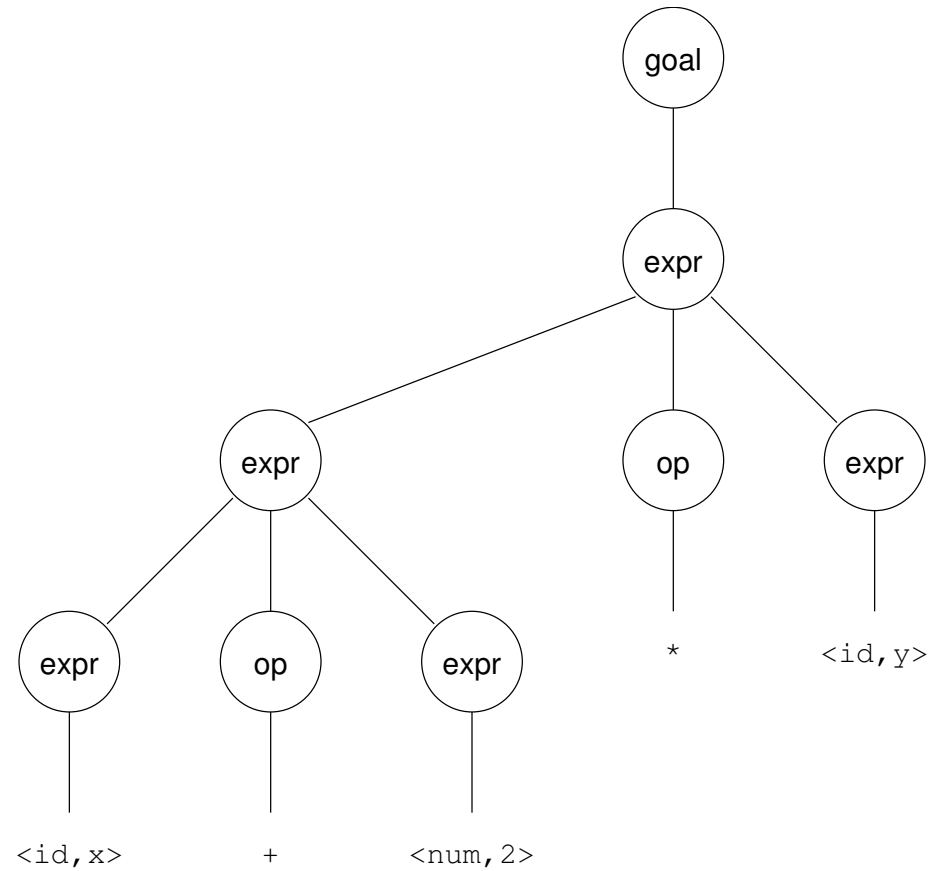 goal
expr
expr op expr
expr op expr * <id,y>
<id,x> + <num,2>